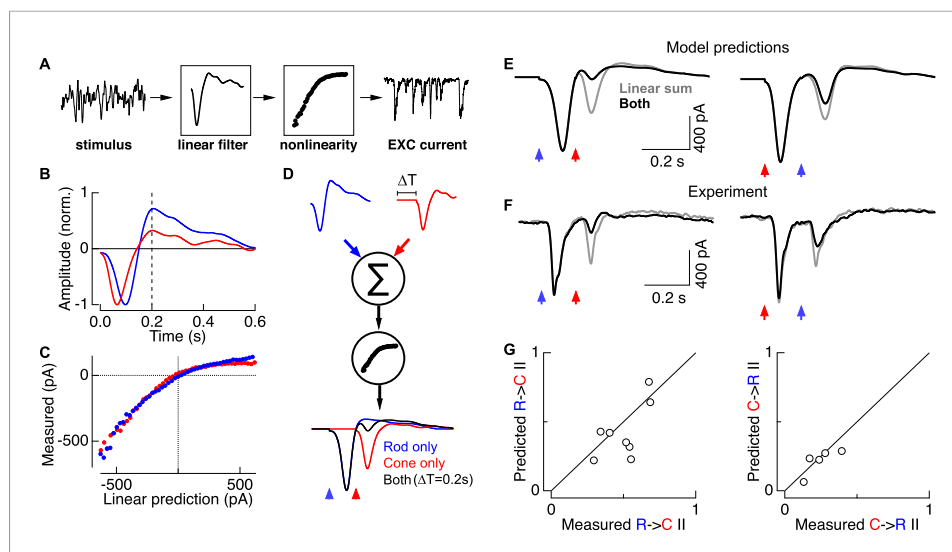 A
stimulus
linear filter
nonlinearity
EXC current
B
Amplitude (norm.)
1
0
-1
0.0
0.2
0.4
0.6
Time (s)
C
Measured (pA)
0
-500
-500
0
500
Linear prediction (pA)
D
ΔT
Σ
Rod only
Cone only
Both (ΔT=0.2s)
Model predictions
E
Linear sum
Both
0.2 s
400 pA
Experiment
F
0.2 s
400 pA
G
Predicted R->C II
1
0
0
1
Measured R->C II
Predicted C->R II
1
0
0
1
Measured C->R II